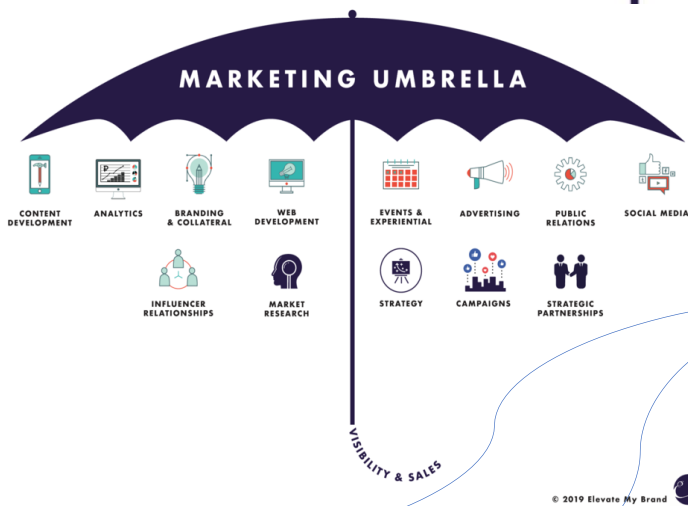 MARKETING UMBRELLA
CONTENT
DEVELOPMENT
ANALYTICS
BRANDING
& COLLATERAL
WEB
DEVELOPMENT
EVENTS &
EXPERIENTIAL
ADVERTISING
PUBLIC
RELATIONS
SOCIAL MEDIA
INFLUENCER
RELATIONSHIPS
MARKET
RESEARCH
STRATEGY
CAMPAIGNS
STRATEGIC
PARTNERSHIPS
VISIBILITY & SALES
© 2019 Elevate My Brand